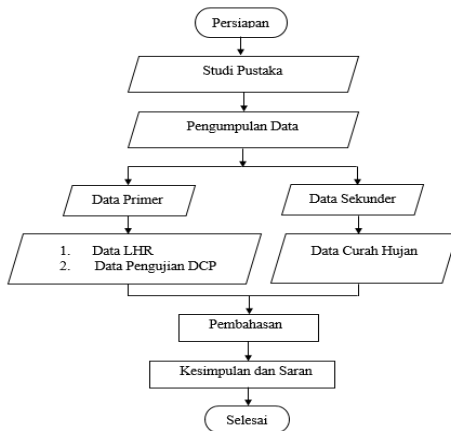 Persiapan
Studi Pustaka
Pengumpulan Data
Data Primer
Data Sekunder
1. Data LHR
2. Data Pengujian DCP
Data Curah Hujan
Pembahasan
Kesimpulan dan Saran
Selesai